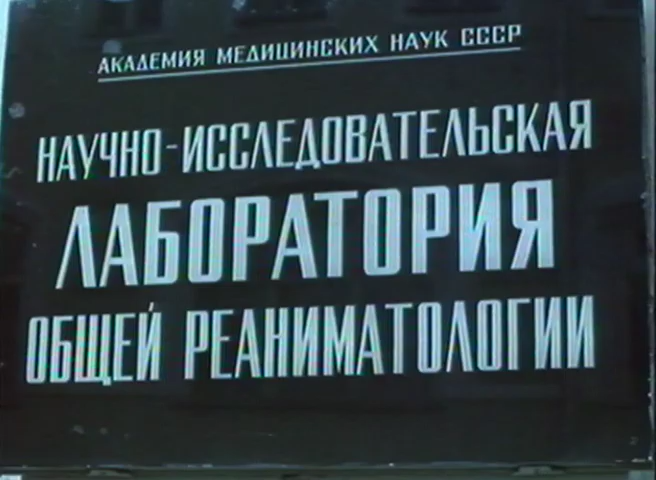 АКАДЕМИЯ МЕДИЦИНСКИХ НАУК СССР
НАУЧНО-ИССЛЕДОВАТЕЛЬСКАЯ
ЛАБОРАТОРИЯ
ОБЩЕЙ РЕАНИМАТОЛОГИИ